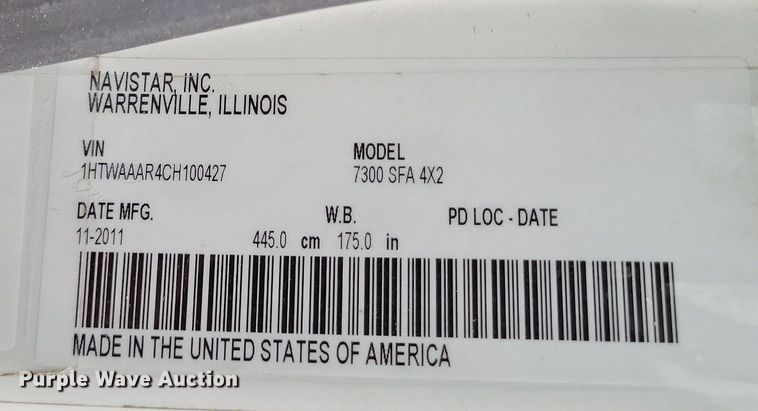 NAVISTAR, INC.
WARRENVILLE, ILLINOIS
VIN MODEL
1HTWAAAR4CH100427 7300 SFA 4X2
DATE MFG. W.B. PD LOC - DATE
11-2011 445.0 cm 175.0 in
MADE IN THE UNITED STATES OF AMERICA
Purple Wave Auction